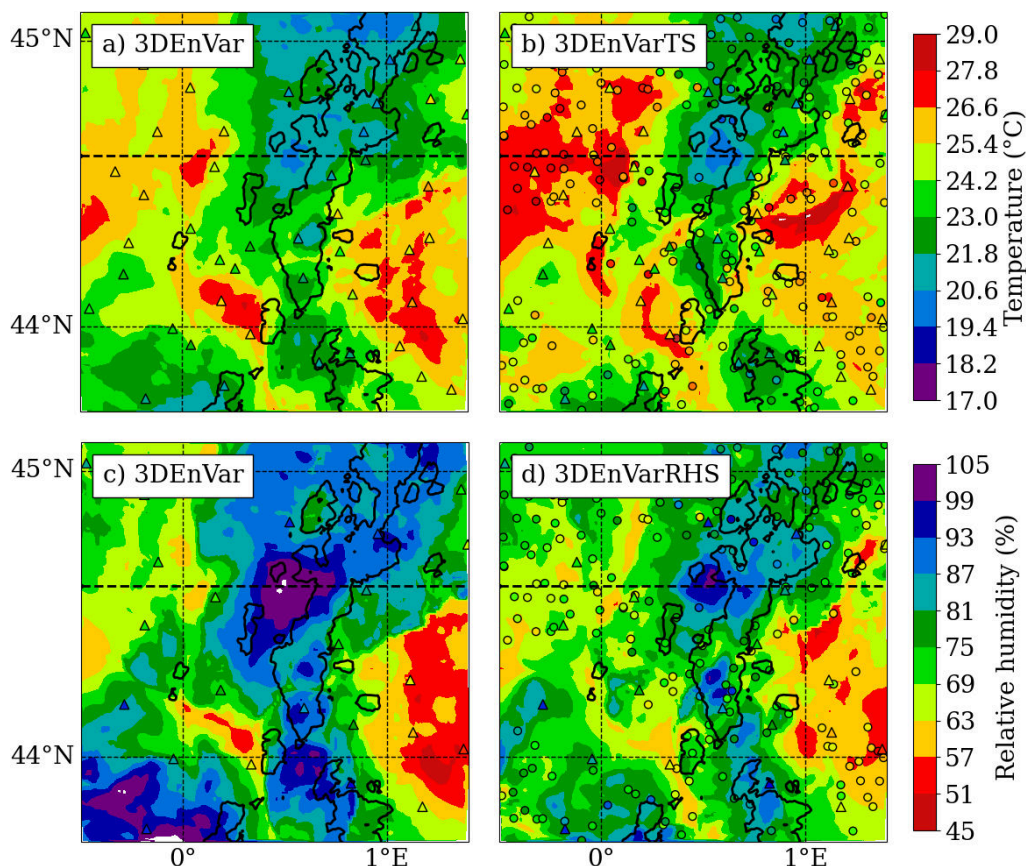 a) 3DEnVar
b) 3DEnVarTS
45°N
44°N
29.0
27.8
26.6
25.4
24.2
23.0
21.8
20.6
19.4
18.2
17.0
Temperature (°C)
c) 3DEnVar
d) 3DEnVarRHS
45°N
44°N
105
99
93
87
81
75
69
63
57
51
45
Relative humidity (%)
0°
1°E
0°
1°E